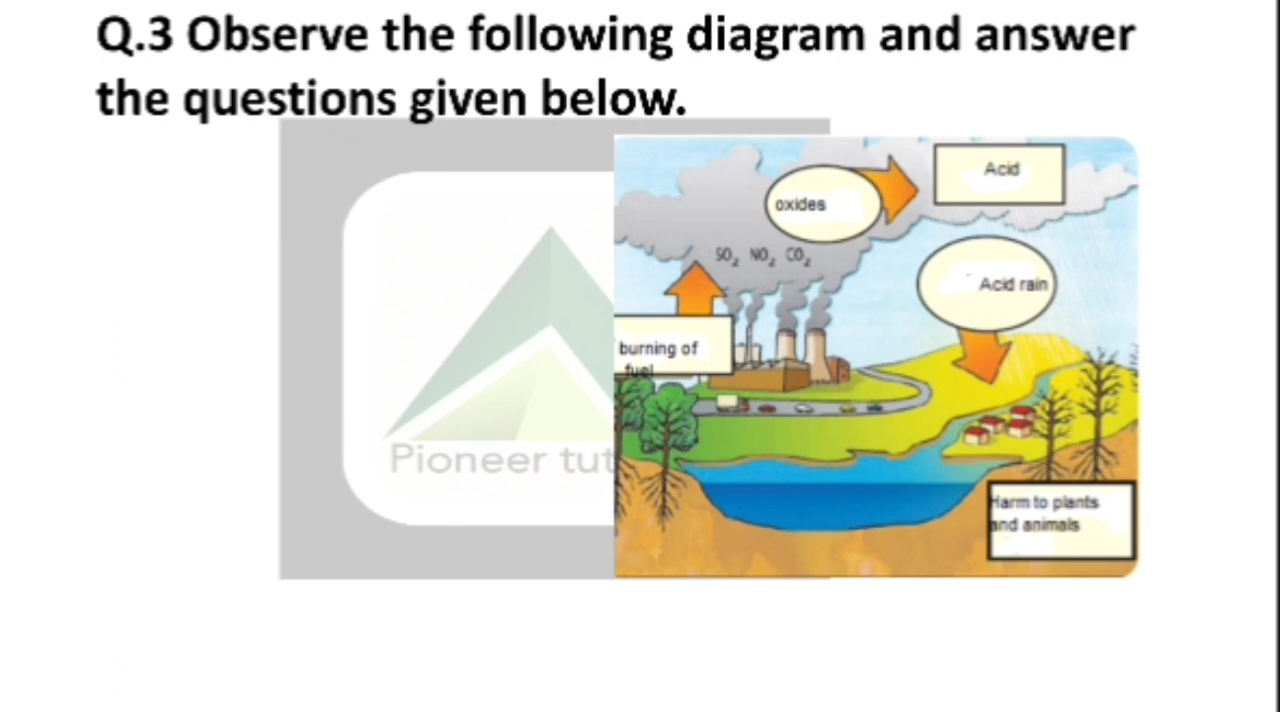 Q.3 Observe the following diagram and answer
the questions given below.
Acid
oxides
SO₂ NO₂ CO₂
Acid rain
burning of
fuel
Pioneer tut
Harm to plants
and animals